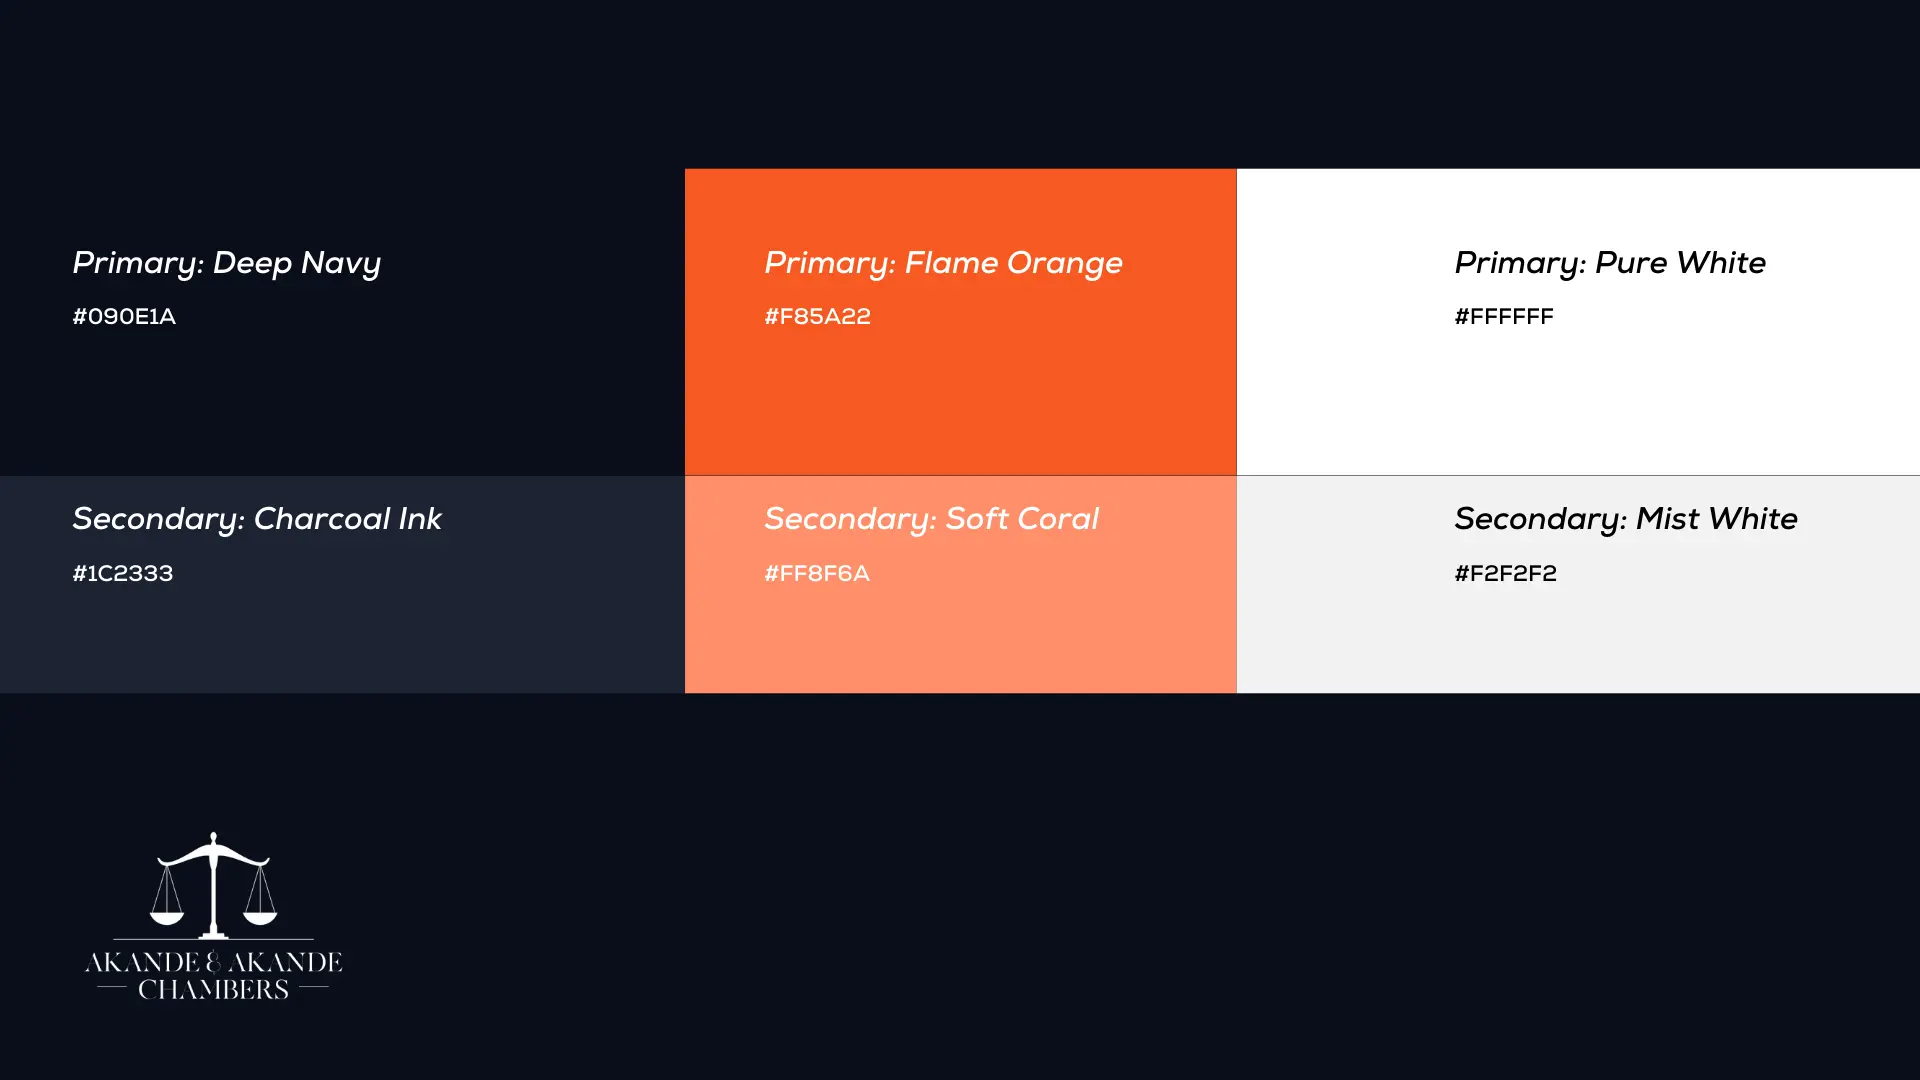 Primary: Deep Navy
#090E1A
Primary: Flame Orange
#F85A22
Primary: Pure White
#FFFFFF
Secondary: Charcoal Ink
#1C2333
Secondary: Soft Coral
#FF8F6A
Secondary: Mist White
#F2F2F2
AKANDE & AKANDE
CHAMBERS